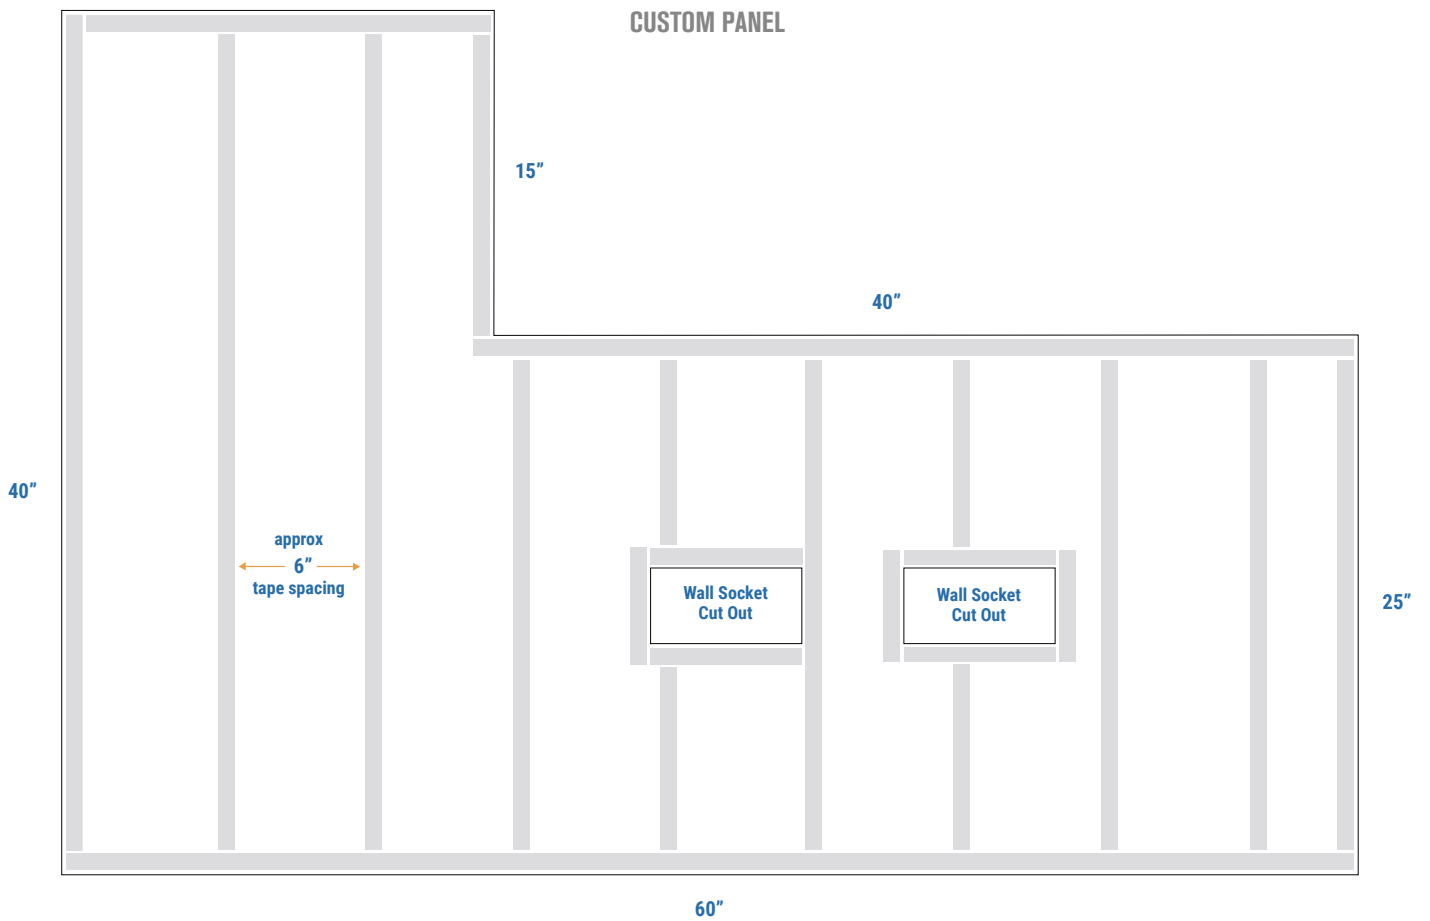 CUSTOM PANEL
15”
40”
40”
approx
6”
tape spacing
Wall Socket
Cut Out
Wall Socket
Cut Out
25”
60”